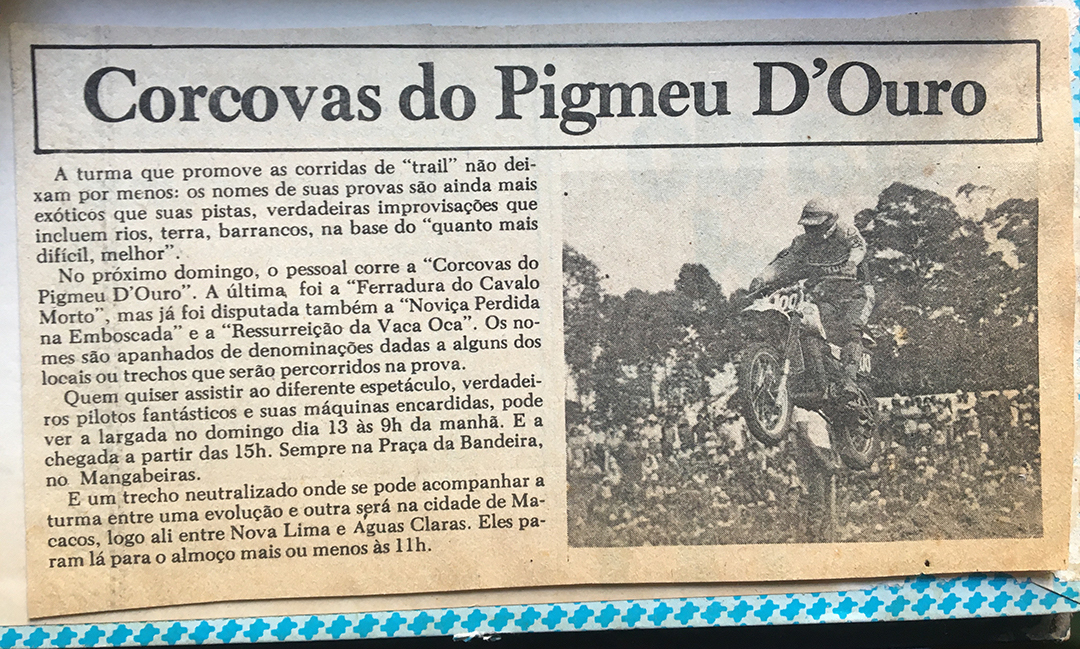 Corcovas do Pigmeu D'Ouro
A turma que promove as corridas de "trail" não dei-
xam por menos: os nomes de suas provas são ainda mais
exóticos que suas pistas, verdadeiras improvisações que
incluem rios, terra, barrancos, na base do "quanto mais
difícil, melhor".
No próximo domingo, o pessoal corre a "Corcovas do
Pigmeu D'Ouro". A última foi a "Ferradura do Cavalo
Morto", mas já foi disputada também a "Noviça Perdida
na Emboscada" e a "Ressurreição da Vaca Oca". Os no-
mes são apanhados de denominações dadas a alguns dos
locais ou trechos que serão percorridos na prova.
Quem quiser assistir ao diferente espetáculo, verdadei-
ros pilotos fantásticos e suas máquinas encardidas, pode
ver a largada no domingo dia 13 às 9h da manhã. E a
chegada a partir das 15h. Sempre na Praça da Bandeira,
no Mangabeiras.
E um trecho neutralizado onde se pode acompanhar a
turma entre uma evolução e outra será na cidade de Ma-
cacos, logo ali entre Nova Lima e Águas Claras. Eles pa-
ram lá para o almoço mais ou menos às 11h.